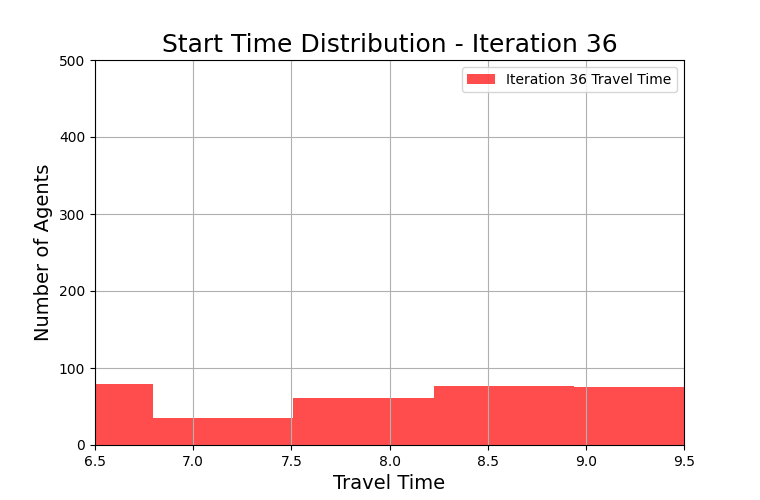 Start Time Distribution - Iteration 36
Iteration 36 Travel Time
Number of Agents
500
400
300
200
100
0
6.5 7.0 7.5 8.0 8.5 9.0 9.5
Travel Time